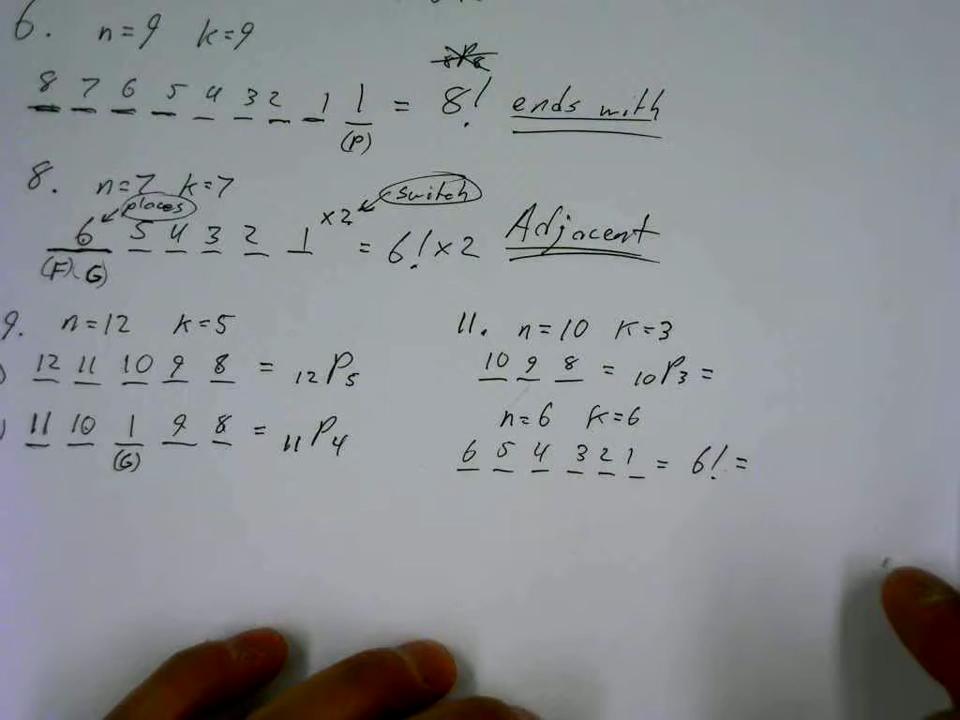 6. n=9 k=9
8 7 6 5 4 3 2 1 1 = 8! ends with
(P)
8. n=7 k=7
places switch
6 5 4 3 2 1 ×2 = 6!×2 Adjacent
(F)(G)
9. n=12 k=5
12 11 10 9 8 = 12P5
) 11 10 1 9 8 = 11P4
(G)
11. n=10 k=3
10 9 8 = 10P3 =
n=6 k=6
6 5 4 3 2 1 = 6! =